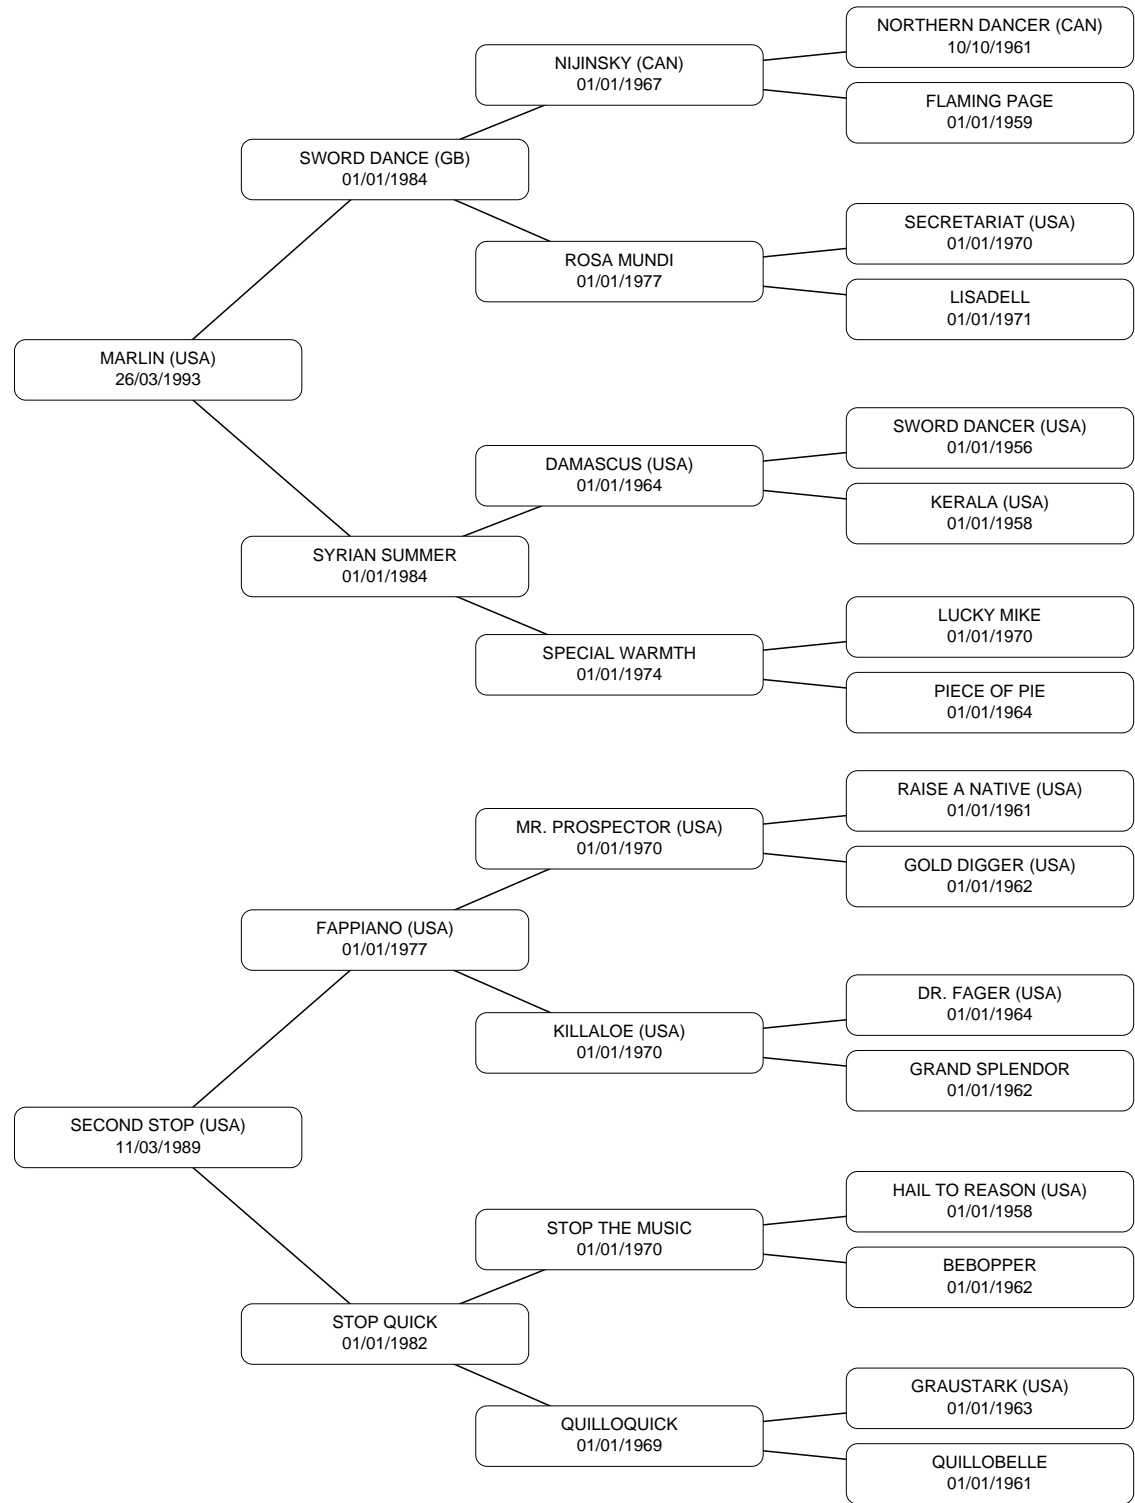 NORTHERN DANCER (CAN)
10/10/1961
NIJINSKY (CAN)
01/01/1967
FLAMING PAGE
01/01/1959
SWORD DANCE (GB)
01/01/1984
SECRETARIAT (USA)
01/01/1970
ROSA MUNDI
01/01/1977
LISADELL
01/01/1971
MARLIN (USA)
26/03/1993
SWORD DANCER (USA)
01/01/1956
DAMASCUS (USA)
01/01/1964
KERALA (USA)
01/01/1958
SYRIAN SUMMER
01/01/1984
LUCKY MIKE
01/01/1970
SPECIAL WARMTH
01/01/1974
PIECE OF PIE
01/01/1964
RAISE A NATIVE (USA)
01/01/1961
MR. PROSPECTOR (USA)
01/01/1970
GOLD DIGGER (USA)
01/01/1962
FAPPIANO (USA)
01/01/1977
DR. FAGER (USA)
01/01/1964
KILLALOE (USA)
01/01/1970
GRAND SPLENDOR
01/01/1962
SECOND STOP (USA)
11/03/1989
HAIL TO REASON (USA)
01/01/1958
STOP THE MUSIC
01/01/1970
BEBOPPER
01/01/1962
STOP QUICK
01/01/1982
GRAUSTARK (USA)
01/01/1963
QUILLOQUICK
01/01/1969
QUILLOBELLE
01/01/1961